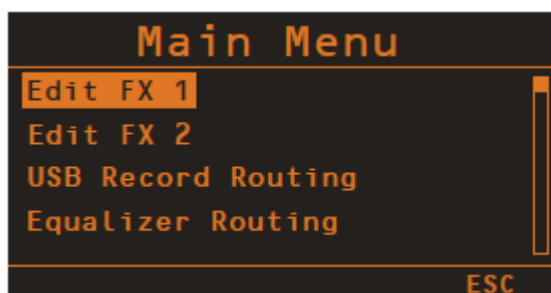 Main Menu
Edit FX 1
Edit FX 2
USB Record Routing
Equalizer Routing
ESC